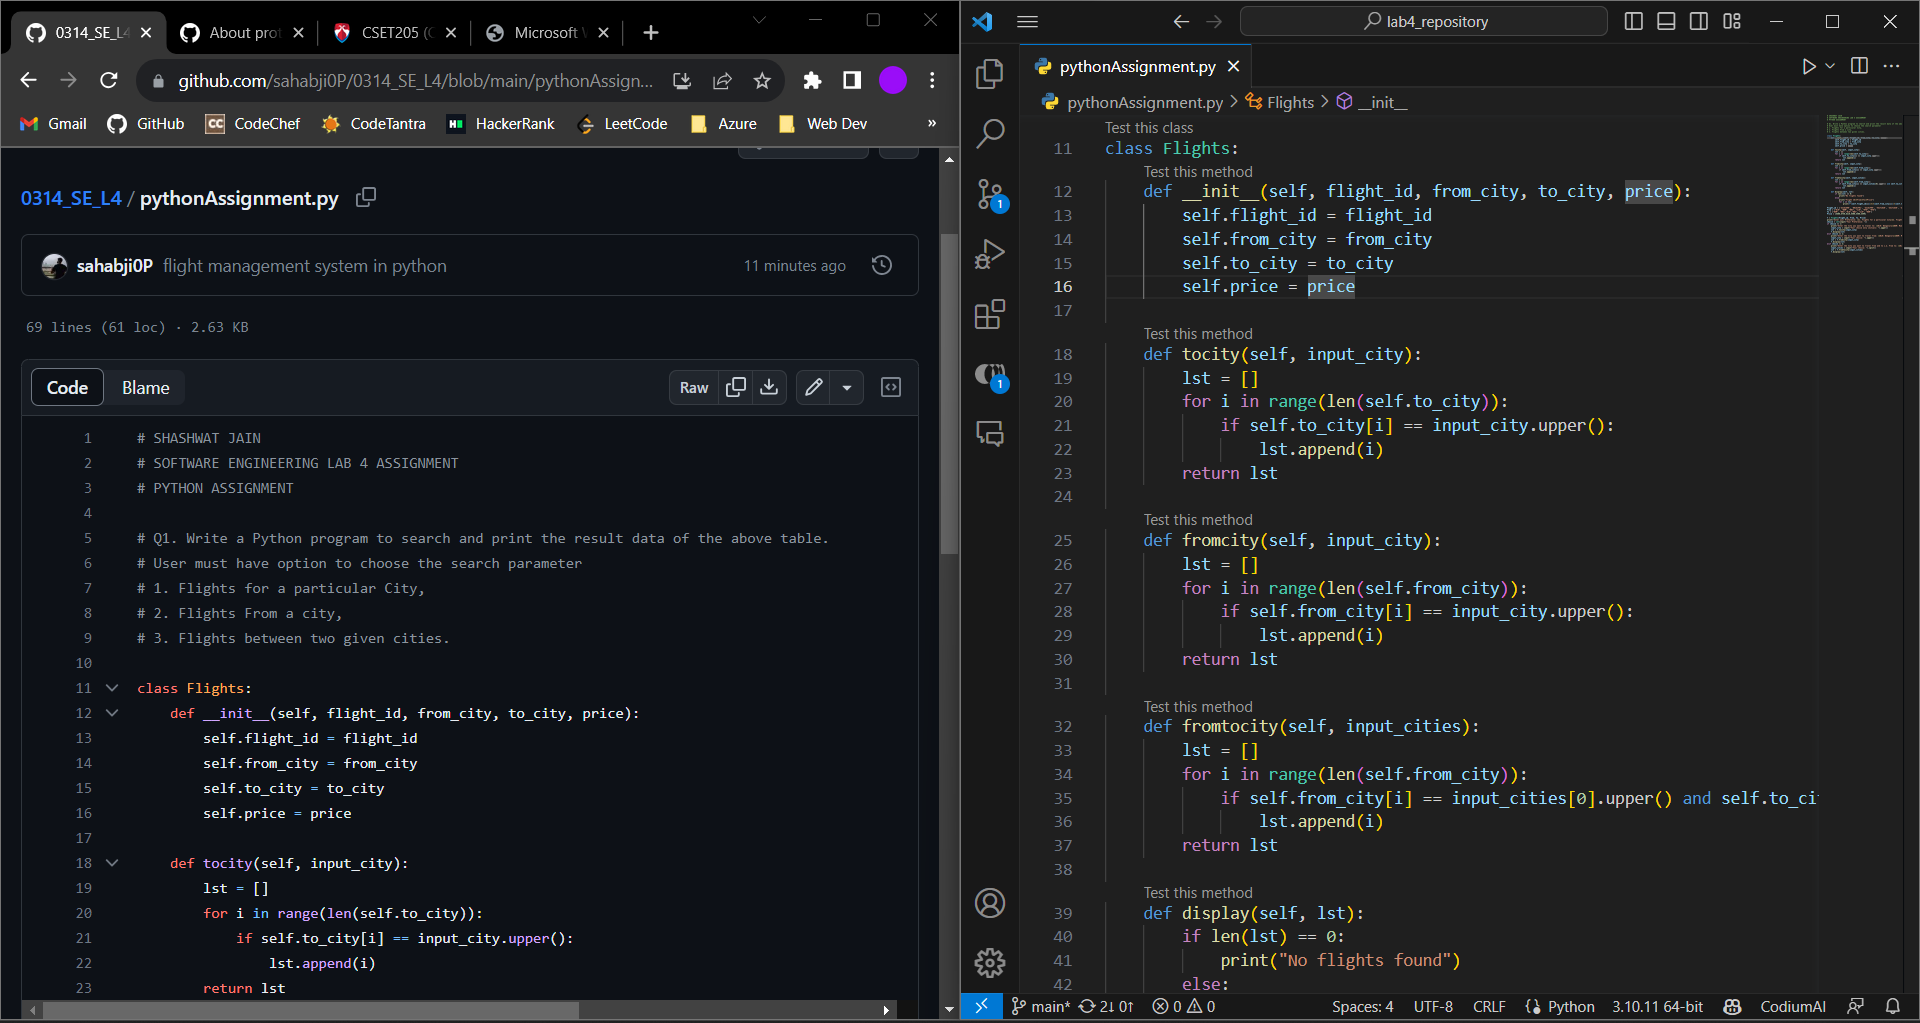 0314_SE_L4
About pro
CSET205 (
Microsoft
github.com/sahabji0P/0314_SE_L4/blob/main/pythonAssign...
Gmail
GitHub
CC
CodeChef
CodeTantra
HackerRank
LeetCode
Azure
Web Dev
»
0314_SE_L4 / pythonAssignment.py
sahabji0P flight management system in python
11 minutes ago
69 lines (61 loc) · 2.63 KB
Code
Blame
Raw
1 # SHASHWAT JAIN
2 # SOFTWARE ENGINEERING LAB 4 ASSIGNMENT
3 # PYTHON ASSIGNMENT
4
5 # Q1. Write a Python program to search and print the result data of the above table.
6 # User must have option to choose the search parameter
7 # 1. Flights for a particular City,
8 # 2. Flights From a city,
9 # 3. Flights between two given cities.
10
11 class Flights:
12 def __init__(self, flight_id, from_city, to_city, price):
13 self.flight_id = flight_id
14 self.from_city = from_city
15 self.to_city = to_city
16 self.price = price
17
18 def tocity(self, input_city):
19 lst = []
20 for i in range(len(self.to_city)):
21 if self.to_city[i] == input_city.upper():
22 lst.append(i)
23 return lst
lab4_repository
pythonAssignment.py
pythonAssignment.py > Flights > __init__
1
1
Test this class
11 class Flights:
Test this method
12 def __init__(self, flight_id, from_city, to_city, price):
13 self.flight_id = flight_id
14 self.from_city = from_city
15 self.to_city = to_city
16 self.price = price
17
Test this method
18 def tocity(self, input_city):
19 lst = []
20 for i in range(len(self.to_city)):
21 if self.to_city[i] == input_city.upper():
22 lst.append(i)
23 return lst
24
Test this method
25 def fromcity(self, input_city):
26 lst = []
27 for i in range(len(self.from_city)):
28 if self.from_city[i] == input_city.upper():
29 lst.append(i)
30 return lst
31
Test this method
32 def fromtocity(self, input_cities):
33 lst = []
34 for i in range(len(self.from_city)):
35 if self.from_city[i] == input_cities[0].upper() and self.to_ci
36 lst.append(i)
37 return lst
38
Test this method
39 def display(self, lst):
40 if len(lst) == 0:
41 print("No flights found")
42 else:
main* 2↓ 0↑ 0 0
Spaces: 4 UTF-8 CRLF Python 3.10.11 64-bit CodiumAI